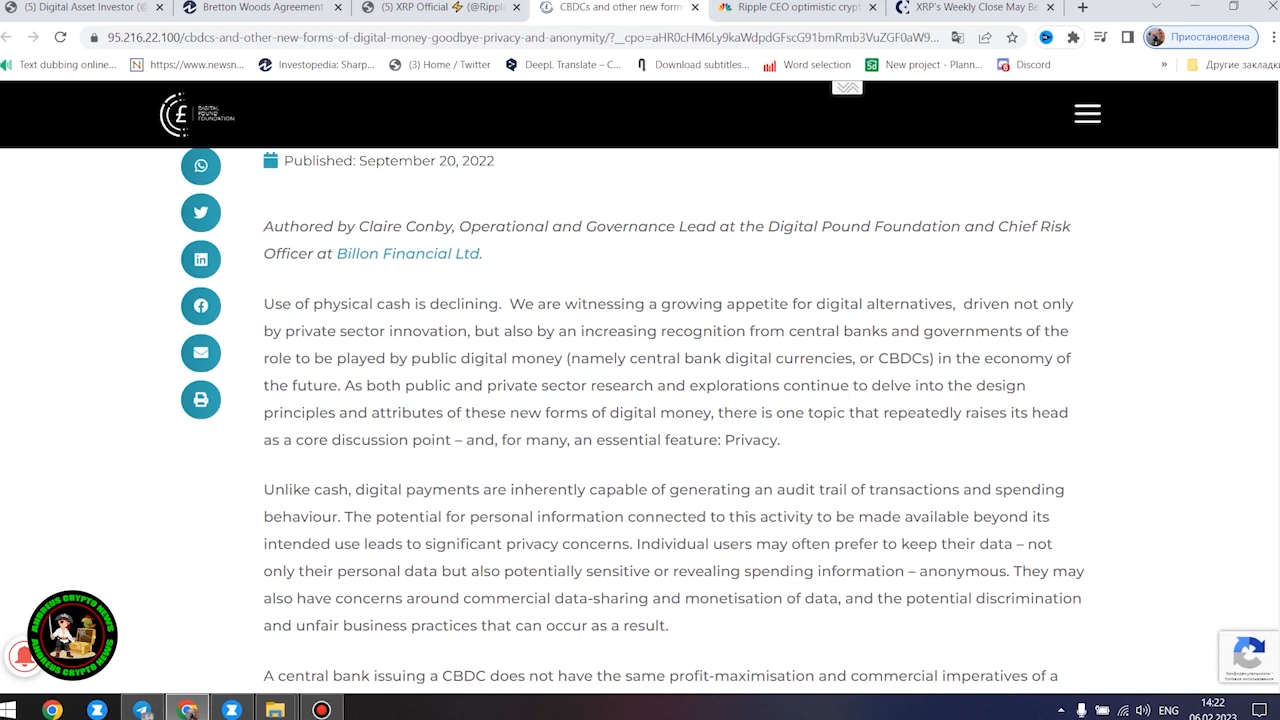 (5) Digital Asset Investor (@
Bretton Woods Agreement
(5) XRP Official ⚡ (@Rippl
CBDCs and other new form
Ripple CEO optimistic crypt
XRP's Weekly Close May Be
95.216.22.100/cbdcs-and-other-new-forms-of-digital-money-goodbye-privacy-and-anonymity/?__cpo=aHR0cHM6Ly9kaWdpdGFscG91bmRmb3VuZGF0aW9...
Приостановлена
Text dubbing online...
https://www.newsn...
Investopedia: Sharp...
(3) Home / Twitter
DeepL Translate – C...
Download subtitles...
Word selection
New project - Plann...
Discord
»
Другие закладки
DIGITAL
POUND
FOUNDATION
Published: September 20, 2022
Authored by Claire Conby, Operational and Governance Lead at the Digital Pound Foundation and Chief Risk
Officer at Billon Financial Ltd.
Use of physical cash is declining. We are witnessing a growing appetite for digital alternatives, driven not only
by private sector innovation, but also by an increasing recognition from central banks and governments of the
role to be played by public digital money (namely central bank digital currencies, or CBDCs) in the economy of
the future. As both public and private sector research and explorations continue to delve into the design
principles and attributes of these new forms of digital money, there is one topic that repeatedly raises its head
as a core discussion point – and, for many, an essential feature: Privacy.
Unlike cash, digital payments are inherently capable of generating an audit trail of transactions and spending
behaviour. The potential for personal information connected to this activity to be made available beyond its
intended use leads to significant privacy concerns. Individual users may often prefer to keep their data – not
only their personal data but also potentially sensitive or revealing spending information – anonymous. They may
also have concerns around commercial data-sharing and monetisation of data, and the potential discrimination
and unfair business practices that can occur as a result.
A central bank issuing a CBDC does not have the same profit-maximisation and commercial imperatives of a
ANDREUS CRYPTO NEWS
ANDREUS CRYPTO NEWS
ENG
14:22
06.02.2023